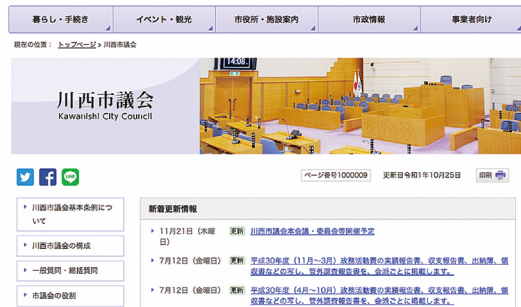 暮らし・手続き
イベント・観光
市役所・施設案内
市政情報
事業者向け
現在の位置： トップページ > 川西市議会
14:08
川西市議会
Kawanishi City Council
LINE
ページ番号1000009 更新日令和1年10月25日 印刷
川西市議会基本条例につ
いて
川西市議会の構成
一般質問・総括質問
市議会の役割
新着更新情報
11月21日（木曜
日） 更新 川西市議会本会議・委員会等開催予定
7月12日（金曜日） 更新 平成30年度（11月～3月）政務活動費の実績報告書、収支報告書、出納簿、領
収書などの写し、管外調査報告書を、会派ごとに掲載します。
7月12日（金曜日） 更新 平成30年度（4月～10月）政務活動費の実績報告書、収支報告書、出納簿、領
収書などの写し、管外調査報告書を、会派ごとに掲載します。